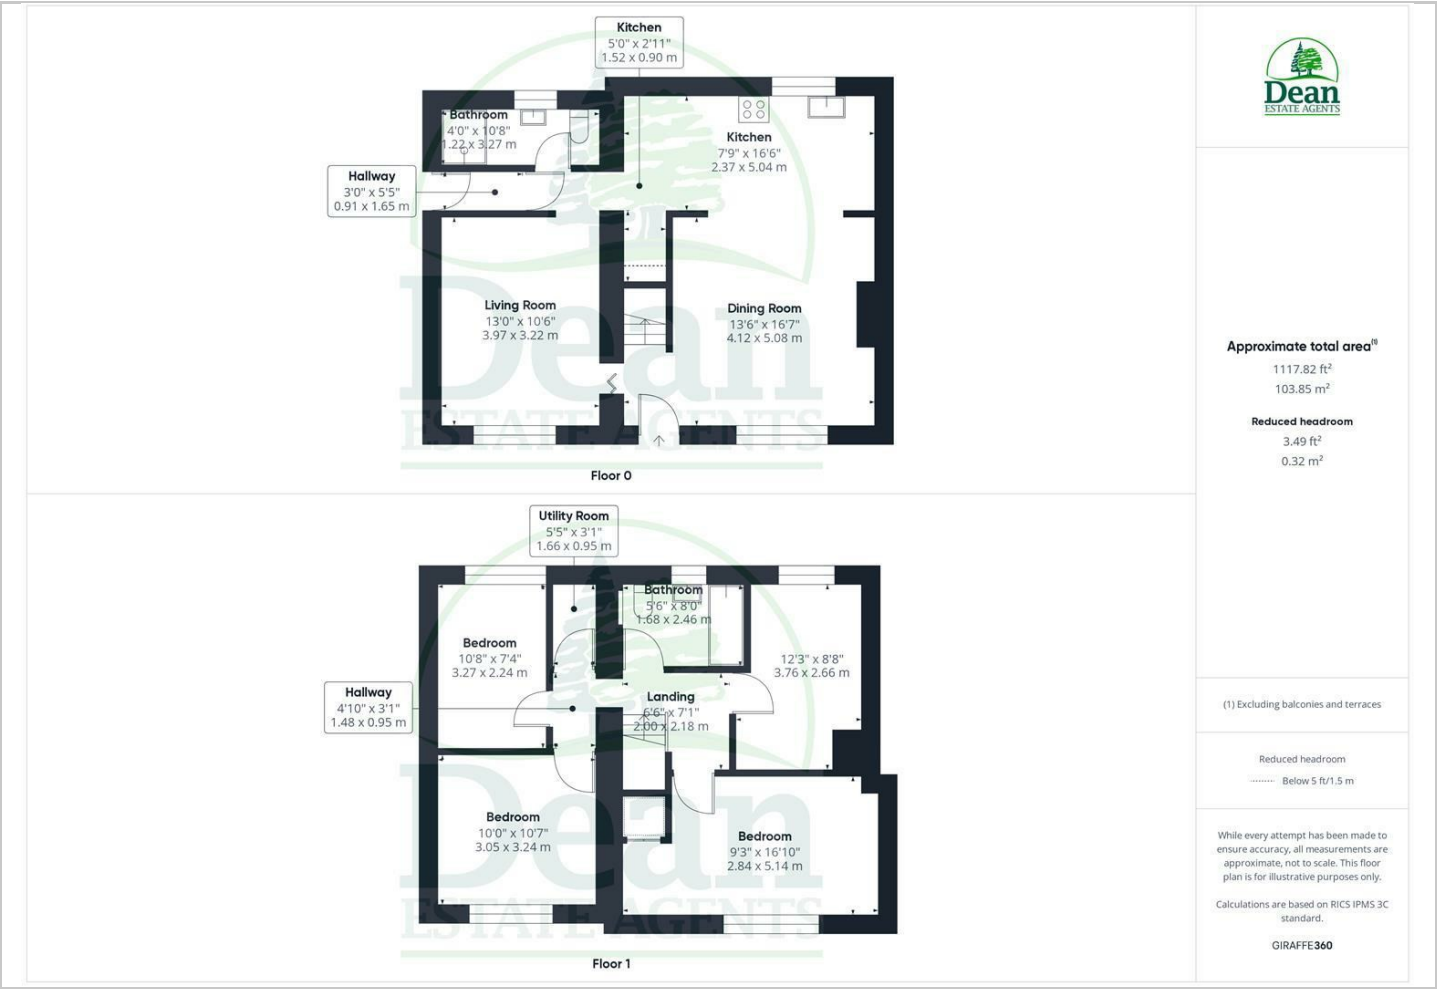 Kitchen
5'0" x 2'11"
1.52 x 0.90 m
Bathroom
4'0" x 10'8"
1.22 x 3.27 m
Kitchen
7'9" x 16'6"
2.37 x 5.04 m
Hallway
3'0" x 5'5"
0.91 x 1.65 m
Living Room
13'0" x 10'6"
3.97 x 3.22 m
Dining Room
13'6" x 16'7"
4.12 x 5.08 m
Dean
ESTATE AGENTS
Floor 0
Utility Room
5'5" x 3'1"
1.66 x 0.95 m
Bathroom
5'6" x 8'0"
1.68 x 2.46 m
Bedroom
10'8" x 7'4"
3.27 x 2.24 m
12'3" x 8'8"
3.76 x 2.66 m
Hallway
4'10" x 3'1"
1.48 x 0.95 m
Landing
6'6" x 7'1"
2.00 x 2.18 m
Bedroom
10'0" x 10'7"
3.05 x 3.24 m
Bedroom
9'3" x 16'10"
2.84 x 5.14 m
Dean
ESTATE AGENTS
Floor 1
Dean
ESTATE AGENTS
Approximate total area(1)
1117.82 ft²
103.85 m²
Reduced headroom
3.49 ft²
0.32 m²
(1) Excluding balconies and terraces
Reduced headroom
Below 5 ft/1.5 m
While every attempt has been made to
ensure accuracy, all measurements are
approximate, not to scale. This floor
plan is for illustrative purposes only.
Calculations are based on RICS IPMS 3C
standard.
GIRAFFE360